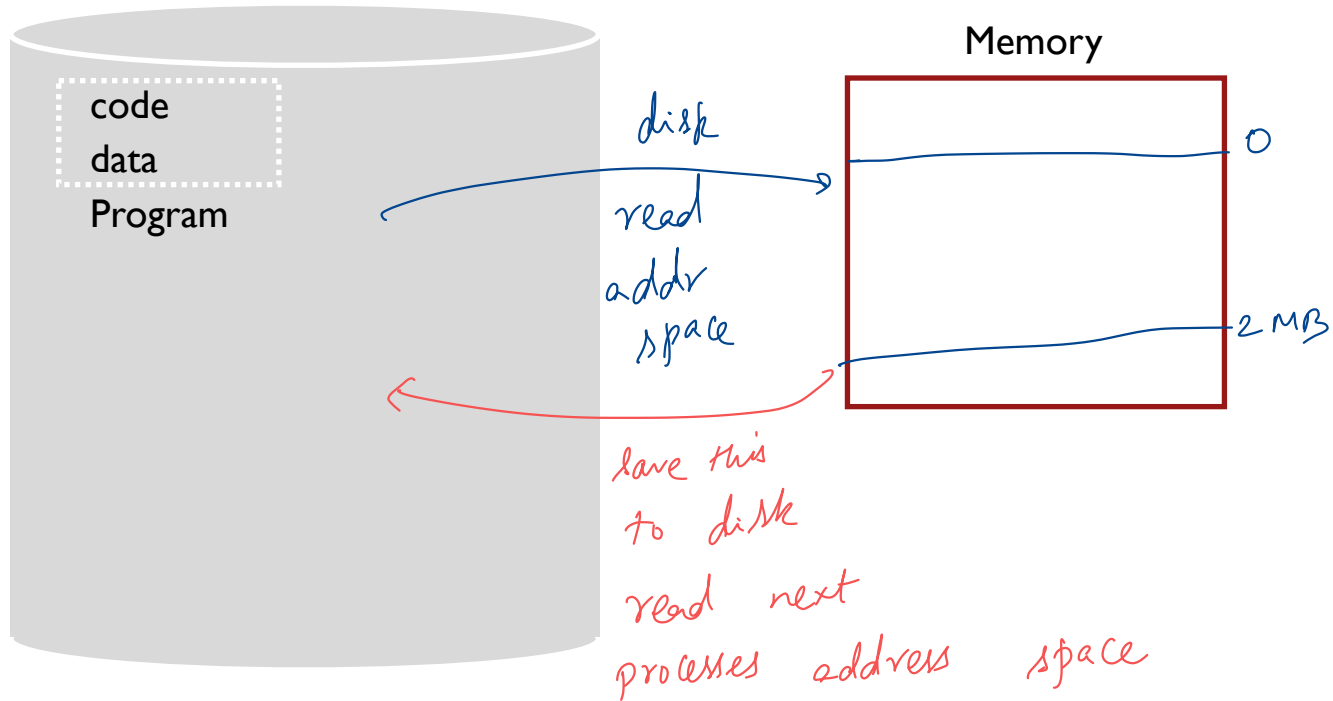 Memory
code
data
Program
disk
read
addr
space
0
2 MB
save this
to disk
read next
processes address space